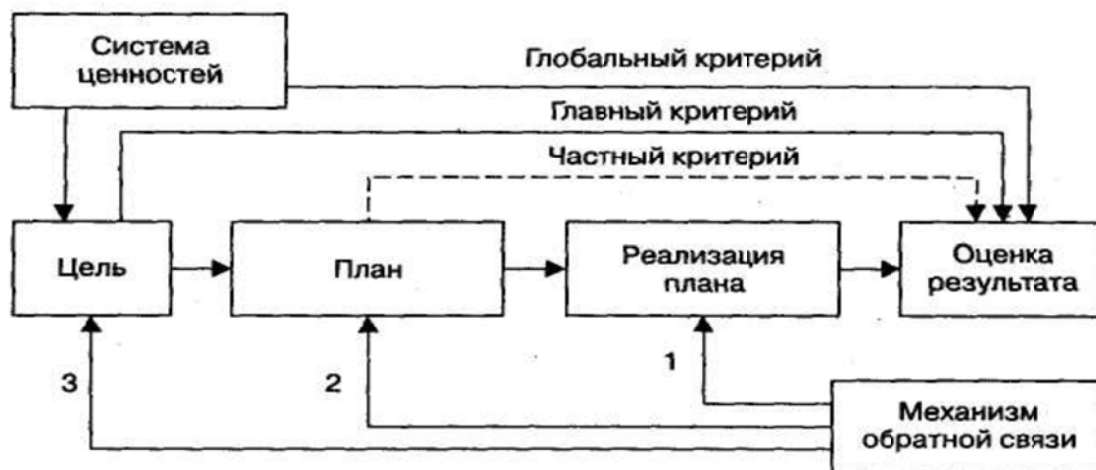 Система
ценностей
Глобальный критерий
Главный критерий
Частный критерий
Цель
План
Реализация
плана
Оценка
результата
3
2
1
Механизм
обратной связи